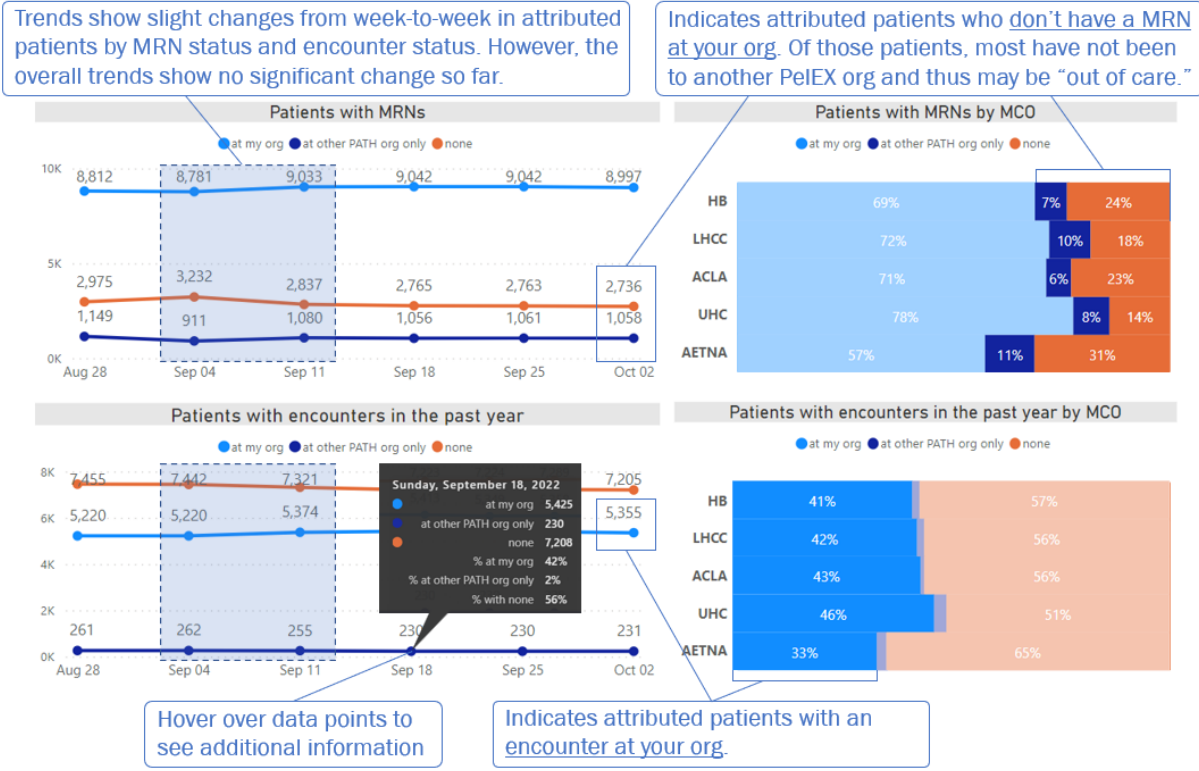 Trends show slight changes from week-to-week in attributed
patients by MRN status and encounter status. However, the
overall trends show no significant change so far.
Indicates attributed patients who don't have a MRN
at your org. Of those patients, most have not been
to another PelEX org and thus may be “out of care.”
Patients with MRNs
at my org at other PATH org only none
10K
8,812 8,781 9,033 9,042 9,042 8,997
5K
2,975 3,232 2,837 2,765 2,763 2,736
1,149 911 1,080 1,056 1,061 1,058
0K
Aug 28 Sep 04 Sep 11 Sep 18 Sep 25 Oct 02
Patients with MRNs by MCO
at my org at other PATH org only none
HB 69% 7% 24%
LHCC 72% 10% 18%
ACLA 71% 6% 23%
UHC 78% 8% 14%
AETNA 57% 11% 31%
Patients with encounters in the past year
at my org at other PATH org only none
8K
7,455 7,442 7,321 7,205
6K
5,220 5,220 5,374 5,355
4K
2K
261 262 255 230 230 231
0K
Aug 28 Sep 04 Sep 11 Sep 18 Sep 25 Oct 02
Sunday, September 18, 2022
at my org 5,425
at other PATH org only 230
none 7,208
% at my org 42%
% at other PATH org only 2%
% with none 56%
Patients with encounters in the past year by MCO
at my org at other PATH org only none
HB 41% 57%
LHCC 42% 56%
ACLA 43% 56%
UHC 46% 51%
AETNA 33% 65%
Hover over data points to
see additional information
Indicates attributed patients with an
encounter at your org.